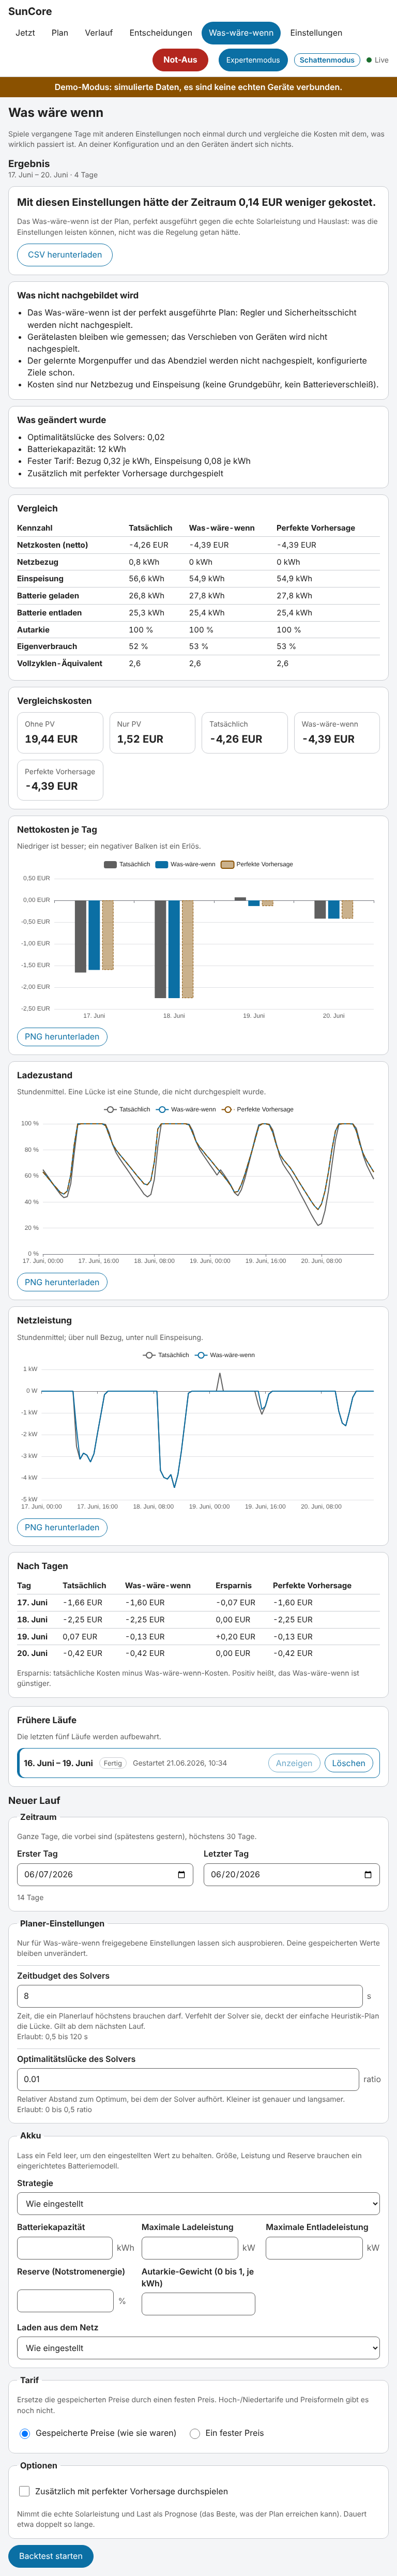 SunCore
Jetzt Plan Verlauf Entscheidungen Was-wäre-wenn Einstellungen
Not-Aus Expertenmodus Schattenmodus Live
Demo-Modus: simulierte Daten, es sind keine echten Geräte verbunden.
Was wäre wenn
Spiele vergangene Tage mit anderen Einstellungen noch einmal durch und vergleiche die Kosten mit dem, was
wirklich passiert ist. An deiner Konfiguration und an den Geräten ändert sich nichts.
Ergebnis
17. Juni – 20. Juni · 4 Tage
Mit diesen Einstellungen hätte der Zeitraum 0,14 EUR weniger gekostet.
Das Was-wäre-wenn ist der Plan, perfekt ausgeführt gegen die echte Solarleistung und Hauslast: was die
Einstellungen leisten können, nicht was die Regelung getan hätte.
CSV herunterladen
Was nicht nachgebildet wird
• Das Was-wäre-wenn ist der perfekt ausgeführte Plan: Regler und Sicherheitsschicht
werden nicht nachgespielt.
• Gerätelasten bleiben wie gemessen; das Verschieben von Geräten wird nicht
nachgespielt.
• Der gelernte Morgenpuffer und das Abendziel werden nicht nachgespielt, konfigurierte
Ziele schon.
• Kosten sind nur Netzbezug und Einspeisung (keine Grundgebühr, kein Batterieverschleiß).
Was geändert wurde
• Optimalitätslücke des Solvers: 0,02
• Batteriekapazität: 12 kWh
• Fester Tarif: Bezug 0,32 je kWh, Einspeisung 0,08 je kWh
• Zusätzlich mit perfekter Vorhersage durchgespielt
Vergleich
Kennzahl Tatsächlich Was-wäre-wenn Perfekte Vorhersage
Netzkosten (netto) -4,26 EUR -4,39 EUR -4,39 EUR
Netzbezug 0,8 kWh 0 kWh 0 kWh
Einspeisung 56,6 kWh 54,9 kWh 54,9 kWh
Batterie geladen 26,8 kWh 27,8 kWh 27,8 kWh
Batterie entladen 25,3 kWh 25,4 kWh 25,4 kWh
Autarkie 100 % 100 % 100 %
Eigenverbrauch 52 % 53 % 53 %
Vollzyklen-Äquivalent 2,6 2,6 2,6
Vergleichskosten
Ohne PV Nur PV Tatsächlich Was-wäre-wenn
19,44 EUR 1,52 EUR -4,26 EUR -4,39 EUR
Perfekte Vorhersage
-4,39 EUR
Nettokosten je Tag
Niedriger ist besser; ein negativer Balken ist ein Erlös.
Tatsächlich Was-wäre-wenn Perfekte Vorhersage
0,50 EUR
0,00 EUR
-0,50 EUR
-1,00 EUR
-1,50 EUR
-2,00 EUR
-2,50 EUR
17. Juni 18. Juni 19. Juni 20. Juni
PNG herunterladen
Ladezustand
Stundenmittel. Eine Lücke ist eine Stunde, die nicht durchgespielt wurde.
Tatsächlich Was-wäre-wenn Perfekte Vorhersage
100 %
80 %
60 %
40 %
20 %
0 %
17. Juni, 00:00 17. Juni, 16:00 18. Juni, 08:00 19. Juni, 00:00 19. Juni, 16:00 20. Juni, 08:00
PNG herunterladen
Netzleistung
Stundenmittel; über null Bezug, unter null Einspeisung.
Tatsächlich Was-wäre-wenn
1 kW
0 W
-1 kW
-2 kW
-3 kW
-4 kW
-5 kW
17. Juni, 00:00 17. Juni, 16:00 18. Juni, 08:00 19. Juni, 00:00 19. Juni, 16:00 20. Juni, 08:00
PNG herunterladen
Nach Tagen
Tag Tatsächlich Was-wäre-wenn Ersparnis Perfekte Vorhersage
17. Juni -1,66 EUR -1,60 EUR -0,07 EUR -1,60 EUR
18. Juni -2,25 EUR -2,25 EUR 0,00 EUR -2,25 EUR
19. Juni 0,07 EUR -0,13 EUR +0,20 EUR -0,13 EUR
20. Juni -0,42 EUR -0,42 EUR 0,00 EUR -0,42 EUR
Ersparnis: tatsächliche Kosten minus Was-wäre-wenn-Kosten. Positiv heißt, das Was-wäre-wenn ist
günstiger.
Frühere Läufe
Die letzten fünf Läufe werden aufbewahrt.
16. Juni – 19. Juni Fertig Gestartet 21.06.2026, 10:34 Anzeigen Löschen
Neuer Lauf
Zeitraum
Ganze Tage, die vorbei sind (spätestens gestern), höchstens 30 Tage.
Erster Tag Letzter Tag
06/07/2026 06/20/2026
14 Tage
Planer-Einstellungen
Nur für Was-wäre-wenn freigegebene Einstellungen lassen sich ausprobieren. Deine gespeicherten Werte
bleiben unverändert.
Zeitbudget des Solvers
8 s
Zeit, die ein Planerlauf höchstens brauchen darf. Verfehlt der Solver sie, deckt der einfache Heuristik-Plan
die Lücke. Gilt ab dem nächsten Lauf.
Erlaubt: 0,5 bis 120 s
Optimalitätslücke des Solvers
0.01 ratio
Relativer Abstand zum Optimum, bei dem der Solver aufhört. Kleiner ist genauer und langsamer.
Erlaubt: 0 bis 0,5 ratio
Akku
Lass ein Feld leer, um den eingestellten Wert zu behalten. Größe, Leistung und Reserve brauchen ein
eingerichtetes Batteriemodell.
Strategie
Wie eingestellt
Batteriekapazität Maximale Ladeleistung Maximale Entladeleistung
kWh kW kW
Reserve (Notstromenergie) Autarkie-Gewicht (0 bis 1, je
kWh)
%
Laden aus dem Netz
Wie eingestellt
Tarif
Ersetze die gespeicherten Preise durch einen festen Preis. Hoch-/Niedertarife und Preisformeln gibt es
noch nicht.
Gespeicherte Preise (wie sie waren) Ein fester Preis
Optionen
Zusätzlich mit perfekter Vorhersage durchspielen
Nimmt die echte Solarleistung und Last als Prognose (das Beste, was der Plan erreichen kann). Dauert
etwa doppelt so lange.
Backtest starten